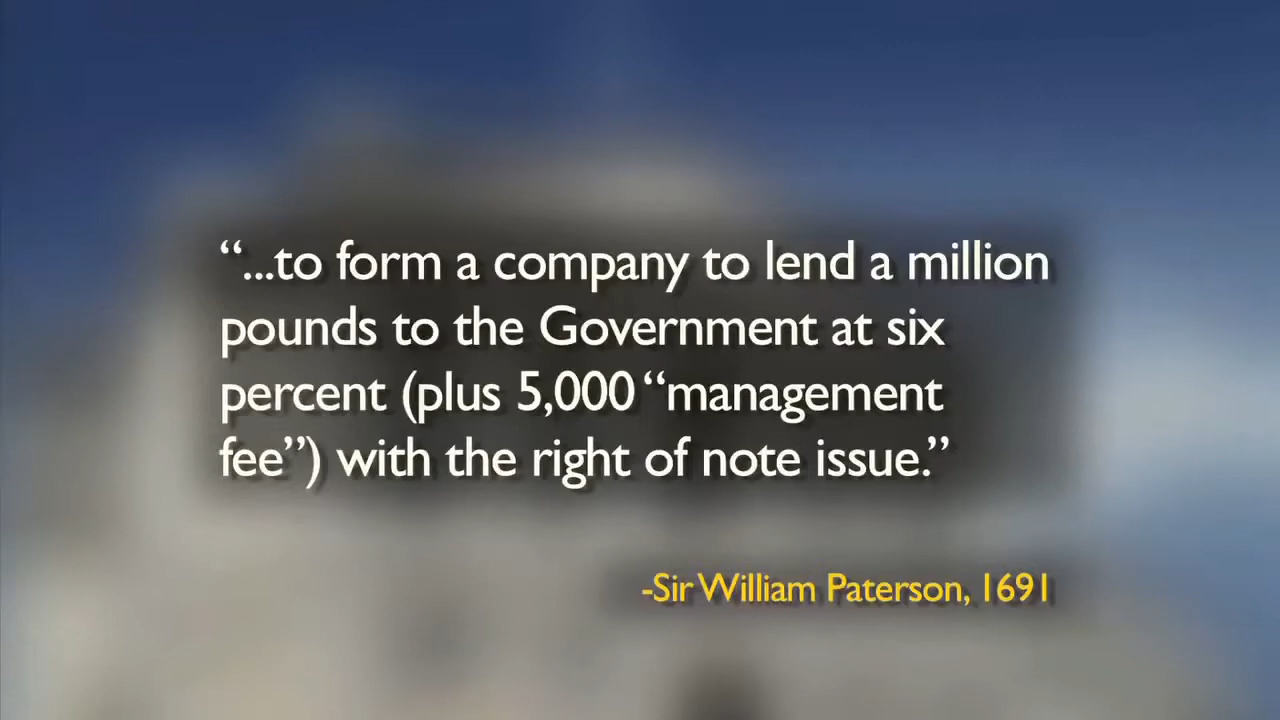 “...to form a company to lend a million
pounds to the Government at six
percent (plus 5,000 “management
fee”) with the right of note issue.”
-Sir William Paterson, 1691